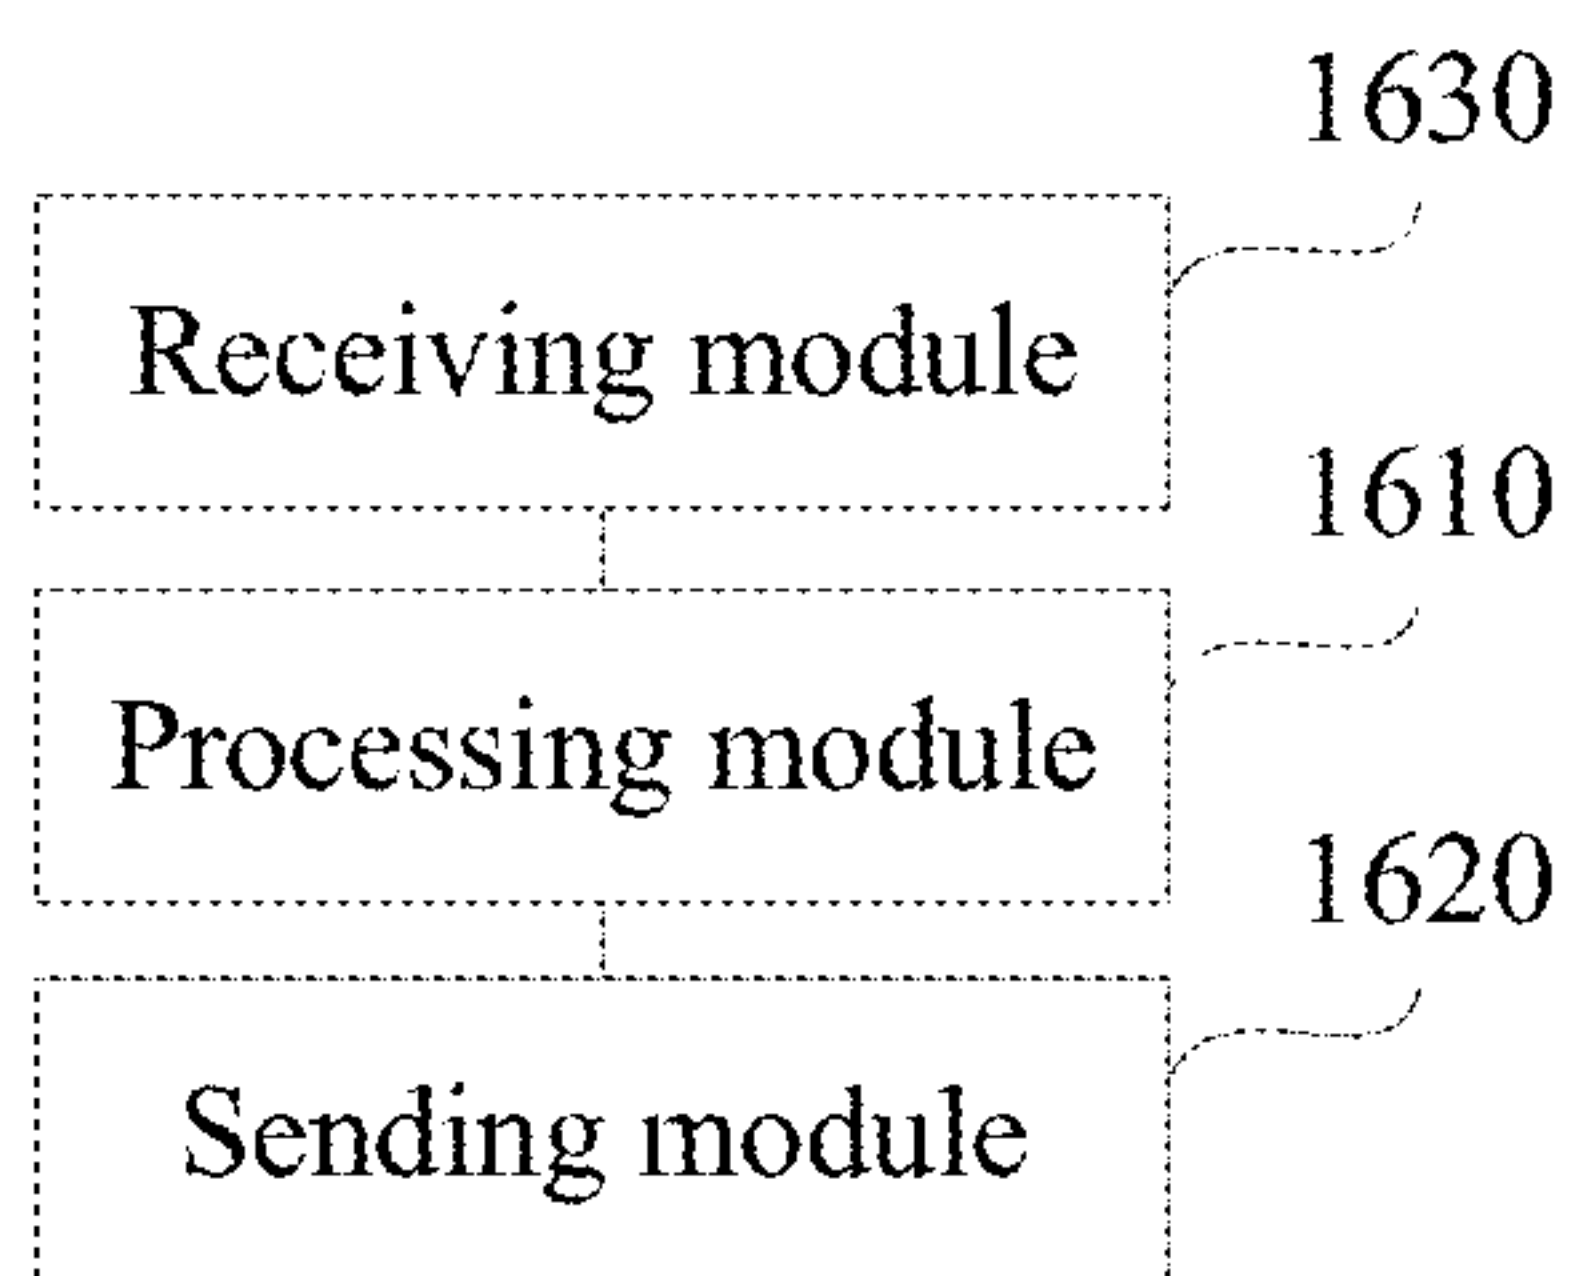 1630
Receiving module
1610
Processing module
1620
Sending module